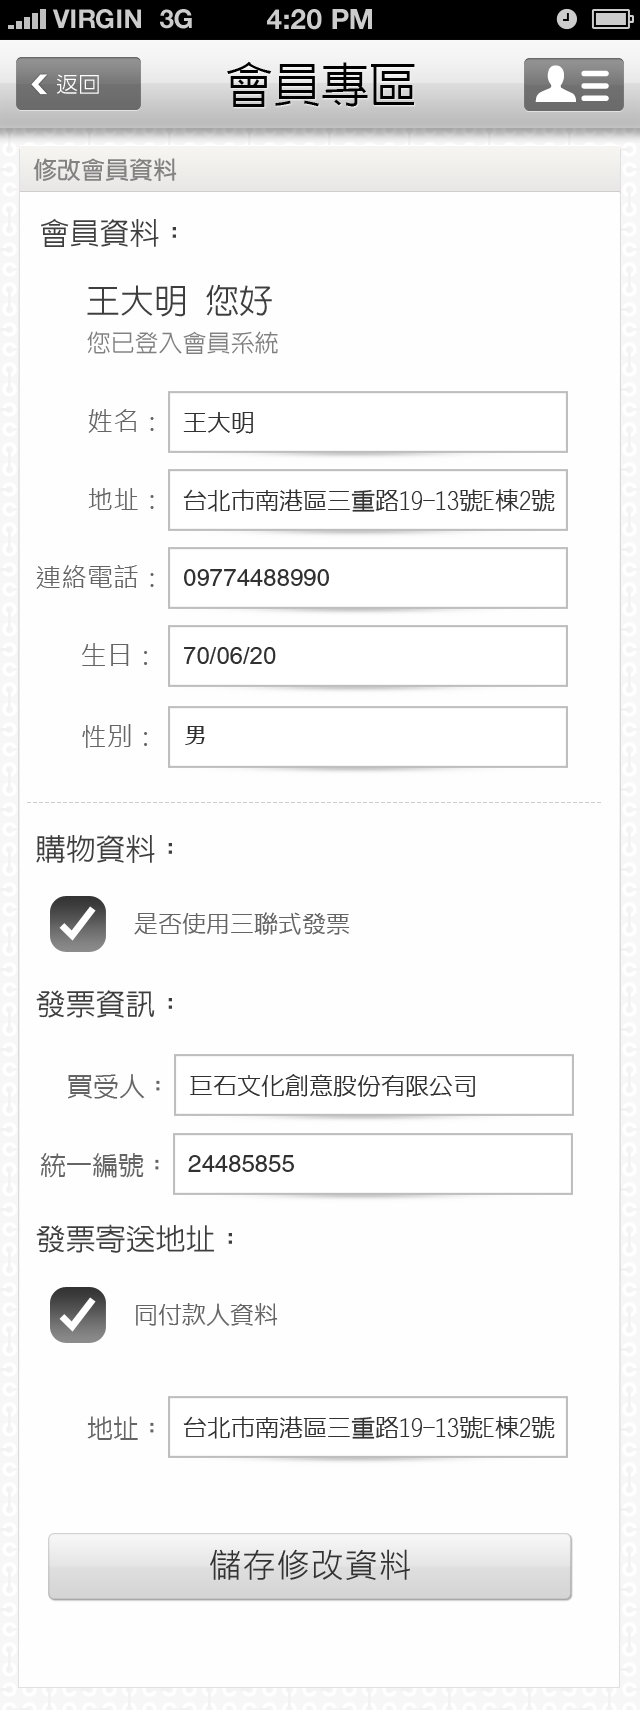 VIRGIN 3G 4:20 PM
返回 會員專區
修改會員資料
會員資料：
王大明 您好
您已登入會員系統
姓名： 王大明
地址： 台北市南港區三重路19-13號E棟2號
連絡電話： 09774488990
生日： 70/06/20
性別： 男
購物資料：
是否使用三聯式發票
發票資訊：
買受人： 巨石文化創意股份有限公司
統一編號： 24485855
發票寄送地址：
同付款人資料
地址： 台北市南港區三重路19-13號E棟2號
儲存修改資料